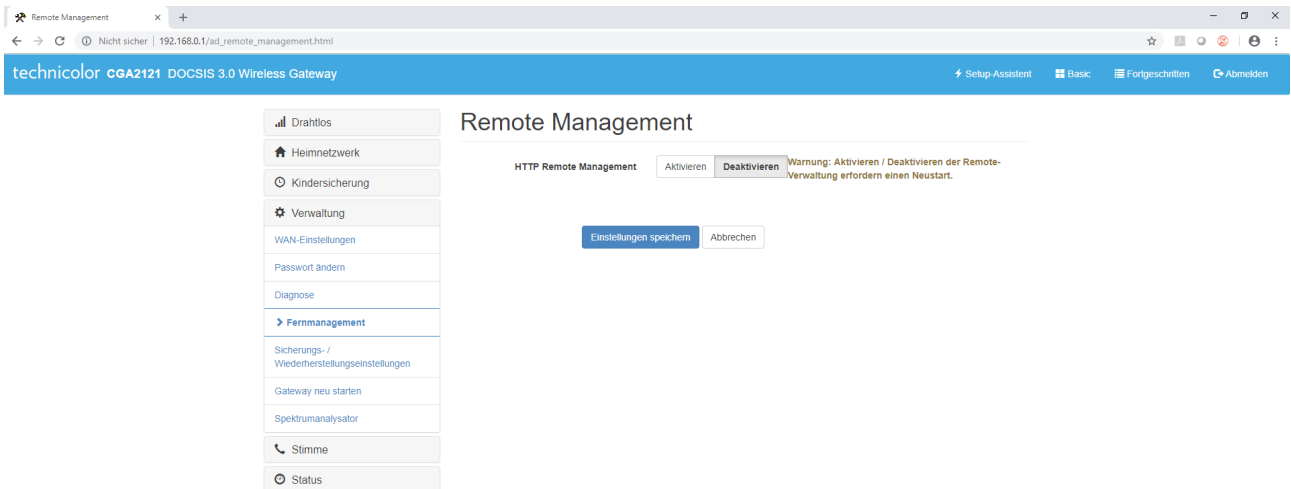 Remote Management
Nicht sicher | 192.168.0.1/ad_remote_management.html
technicolor CGA2121 DOCSIS 3.0 Wireless Gateway
Setup-Assistent
Basic
Fortgeschritten
Abmelden
Drahtlos
Heimnetzwerk
Kindersicherung
Verwaltung
WAN-Einstellungen
Passwort ändern
Diagnose
Fernmanagement
Sicherungs- /
Wiederherstellungseinstellungen
Gateway neu starten
Spektrumanalysator
Stimme
Status
Remote Management
HTTP Remote Management
Aktivieren
Deaktivieren
Warnung: Aktivieren / Deaktivieren der Remote-
Verwaltung erfordern einen Neustart.
Einstellungen speichern
Abbrechen